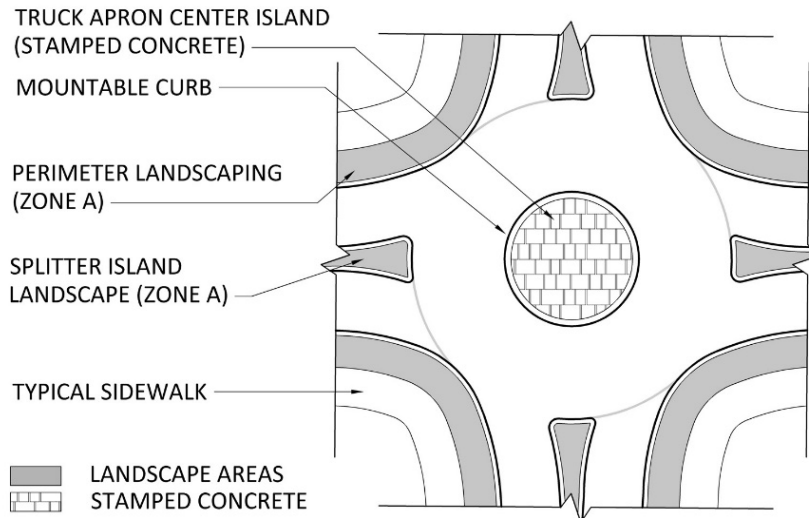 TRUCK APRON CENTER ISLAND
(STAMPED CONCRETE)
MOUNTABLE CURB
PERIMETER LANDSCAPING
(ZONE A)
SPLITTER ISLAND
LANDSCAPE (ZONE A)
TYPICAL SIDEWALK
LANDSCAPE AREAS
STAMPED CONCRETE